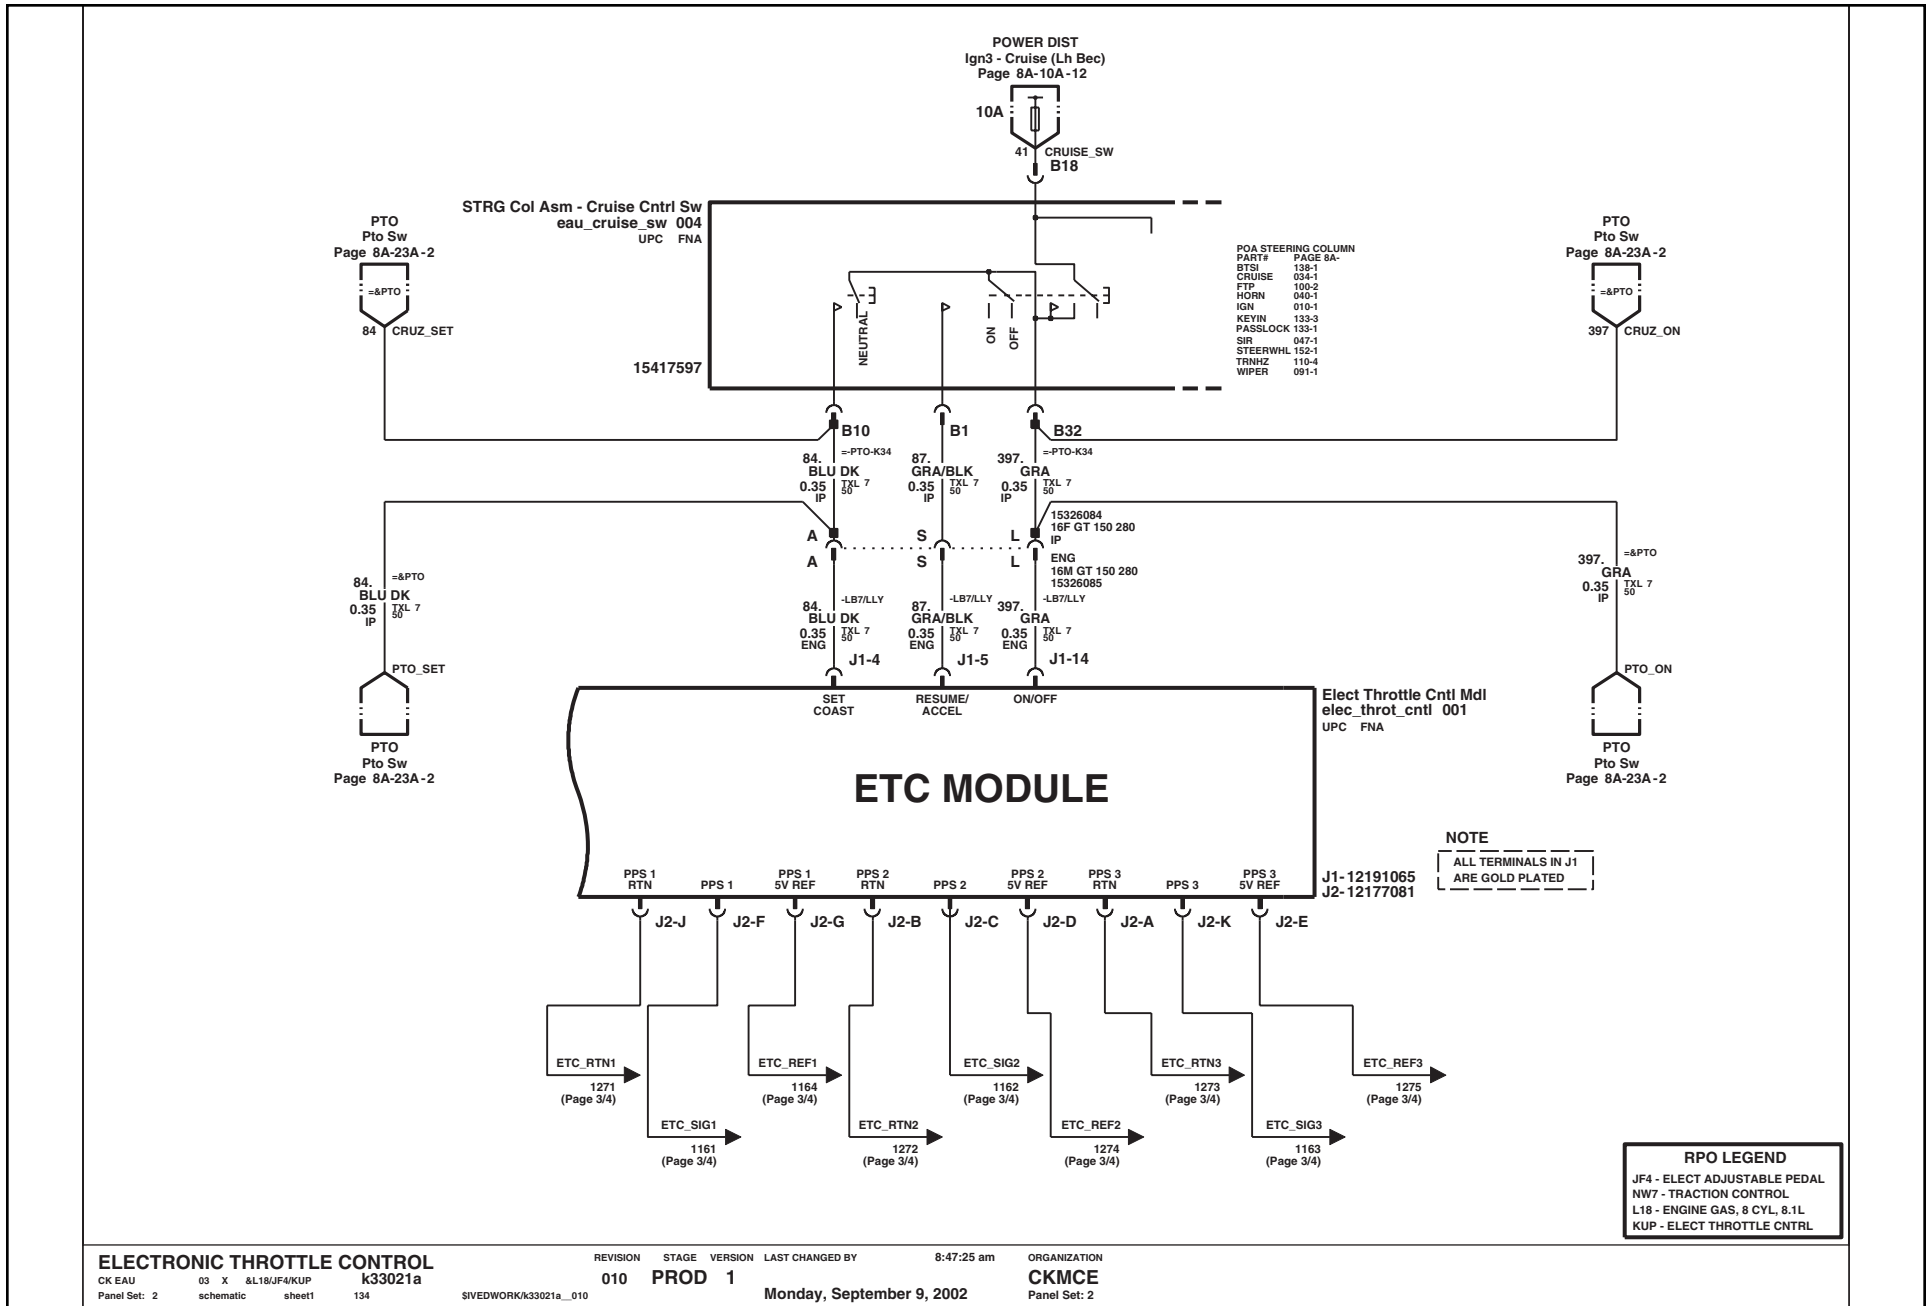 POWER DIST
Ign3 - Cruise (Lh Bec)
Page 8A-10A-12
10A
41 CRUISE_SW
B18
STRG Col Asm - Cruise Cntrl Sw
eau_cruise_sw 004
UPC FNA
15417597
NEUTRAL
ON
OFF
POA STEERING COLUMN
PART# PAGE 8A-
BTSI 138-1
CRUISE 034-1
FTP 100-2
HORN 040-1
IGN 010-1
KEYIN 133-3
PASSLOCK 133-1
SIR 047-1
STEERWHL 152-1
TRNHZ 110-4
WIPER 091-1
PTO
Pto Sw
Page 8A-23A-2
=&PTO
84 CRUZ_SET
PTO
Pto Sw
Page 8A-23A-2
=&PTO
397 CRUZ_ON
B10
B1
B32
=-PTO-K34
84.
BLU DK
0.35 TXL 7
50
IP
87.
GRA/BLK
0.35 TXL 7
50
IP
=-PTO-K34
397.
GRA
0.35 TXL 7
50
IP
A
S
L
15326084
16F GT 150 280
IP
A
S
L
ENG
16M GT 150 280
15326085
=&PTO
84.
BLU DK
0.35 TXL 7
50
IP
PTO_SET
PTO
Pto Sw
Page 8A-23A-2
=&PTO
397.
GRA
0.35 TXL 7
50
IP
PTO_ON
PTO
Pto Sw
Page 8A-23A-2
-LB7/LLY
84.
BLU DK
0.35 TXL 7
50
ENG
J1-4
-LB7/LLY
87.
GRA/BLK
0.35 TXL 7
50
ENG
J1-5
-LB7/LLY
397.
GRA
0.35 TXL 7
50
ENG
J1-14
SET
COAST
RESUME/
ACCEL
ON/OFF
Elect Throttle Cntl Mdl
elec_throt_cntl 001
UPC FNA
ETC MODULE
NOTE
ALL TERMINALS IN J1
ARE GOLD PLATED
J1-12191065
J2-12177081
PPS 1
RTN
PPS 1
PPS 1
5V REF
PPS 2
RTN
PPS 2
PPS 2
5V REF
PPS 3
RTN
PPS 3
PPS 3
5V REF
J2-J
J2-F
J2-G
J2-B
J2-C
J2-D
J2-A
J2-K
J2-E
ETC_RTN1
1271
(Page 3/4)
ETC_REF1
1164
(Page 3/4)
ETC_SIG2
1162
(Page 3/4)
ETC_RTN3
1273
(Page 3/4)
ETC_REF3
1275
(Page 3/4)
ETC_SIG1
1161
(Page 3/4)
ETC_RTN2
1272
(Page 3/4)
ETC_REF2
1274
(Page 3/4)
ETC_SIG3
1163
(Page 3/4)
RPO LEGEND
JF4 - ELECT ADJUSTABLE PEDAL
NW7 - TRACTION CONTROL
L18 - ENGINE GAS, 8 CYL, 8.1L
KUP - ELECT THROTTLE CNTRL
ELECTRONIC THROTTLE CONTROL
CK EAU 03 X &L18/JF4/KUP k33021a
Panel Set: 2 schematic sheet1 134 $IVEDWORK/k33021a__010
REVISION STAGE VERSION LAST CHANGED BY 8:47:25 am
010 PROD 1
Monday, September 9, 2002
ORGANIZATION
CKMCE
Panel Set: 2